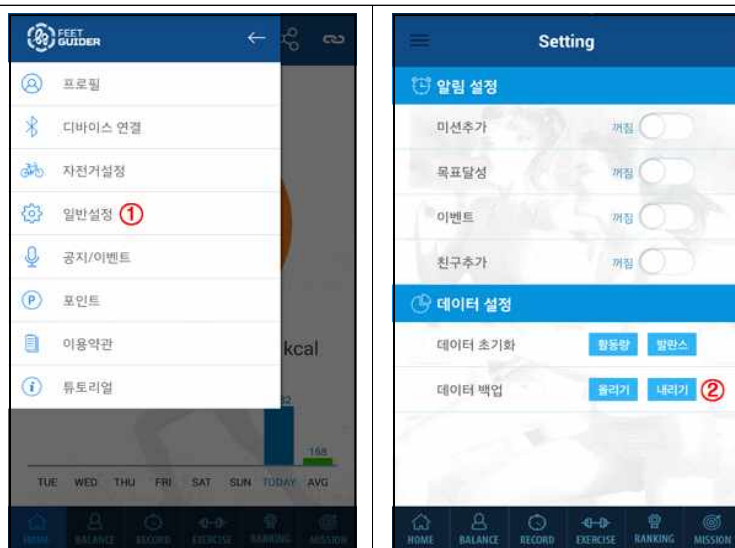 FEET
GUIDER
프로필
디바이스 연결
자전거설정
일반설정 ①
공지/이벤트
포인트
이용약관
튜토리얼
kcal
168
TUE WED THU FRI SAT SUN TODAY AVG
HOME BALANCE RECORD EXERCISE RANKING MISSION
Setting
알림 설정
미션추가 꺼짐
목표달성 꺼짐
이벤트 꺼짐
친구추가 꺼짐
데이터 설정
데이터 초기화 활동량 발란스
데이터 백업 올리기 내리기 ②
HOME BALANCE RECORD EXERCISE RANKING MISSION